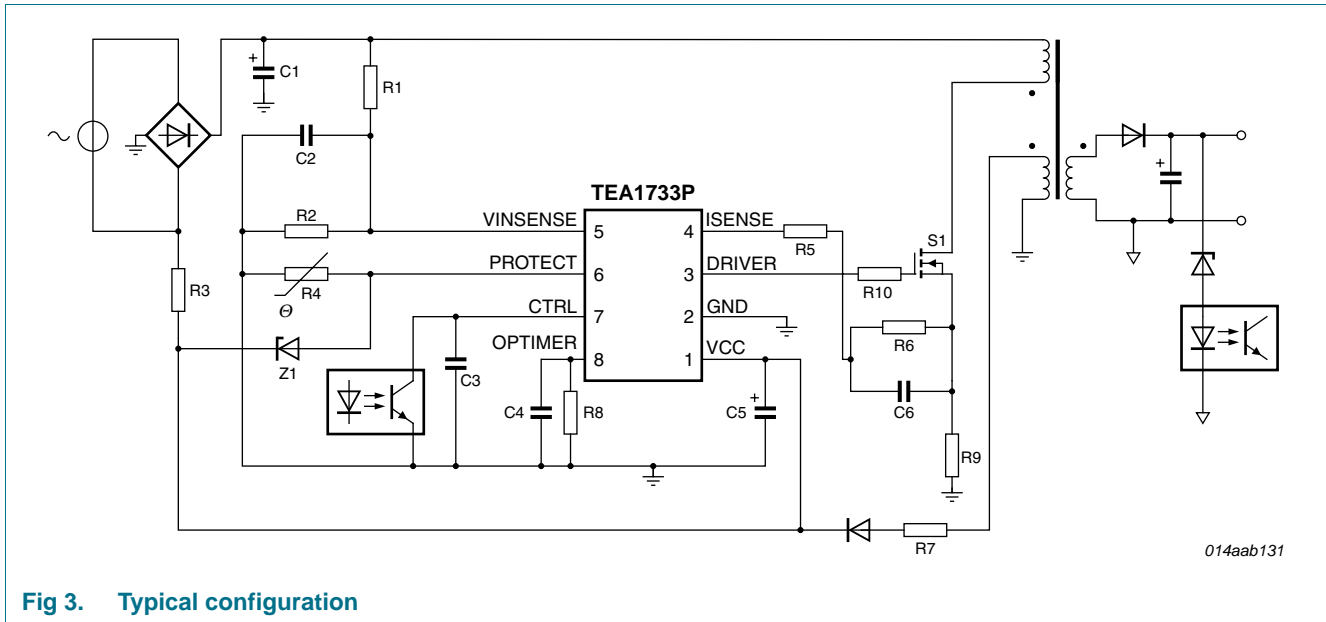 C1
R1
C2
TEA1733P
R2
VINSENSE
5
4
ISENSE
R5
S1
PROTECT
6
3
DRIVER
R10
R3
R4
Θ
CTRL
7
2
GND
R6
OPTIMER
8
1
VCC
Z1
C3
C4
R8
C5
C6
R9
R7
014aab131
Fig 3. Typical configuration